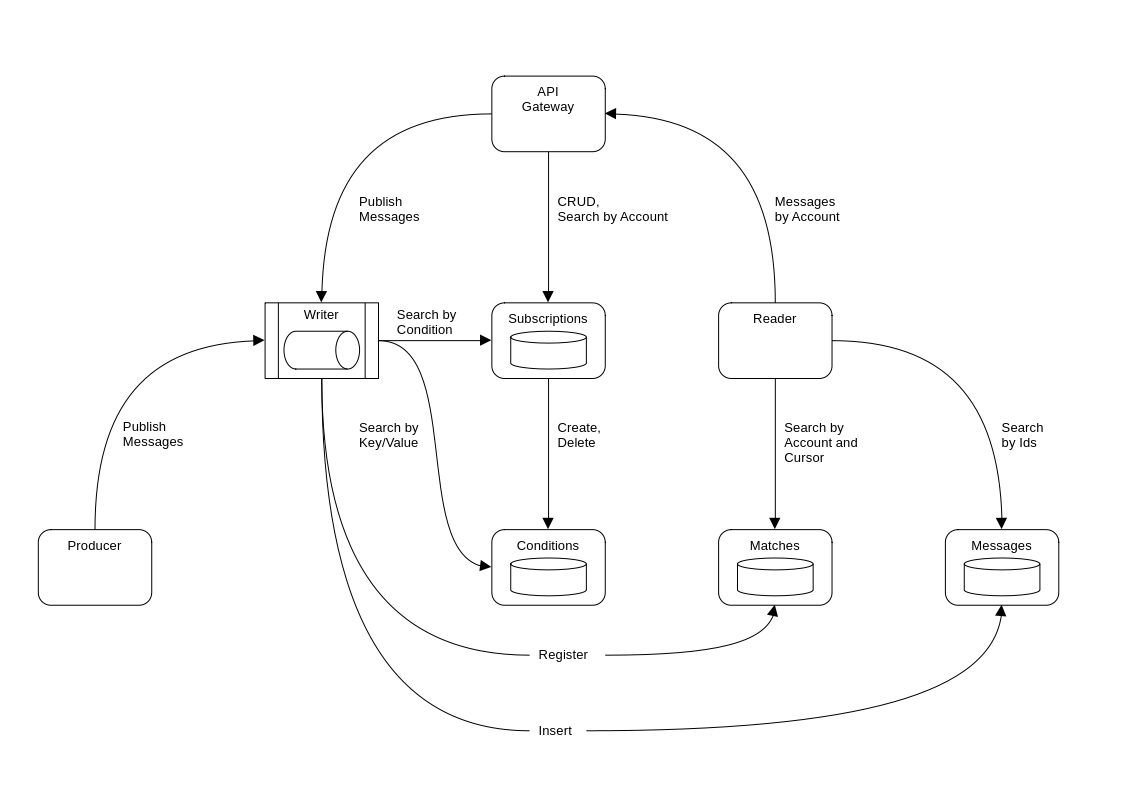 API
Gateway
Publish
Messages
CRUD,
Search by Account
Messages
by Account
Writer
Search by
Condition
Subscriptions
Reader
Publish
Messages
Search by
Key/Value
Create,
Delete
Search by
Account and
Cursor
Search
by Ids
Producer
Conditions
Matches
Messages
Register
Insert